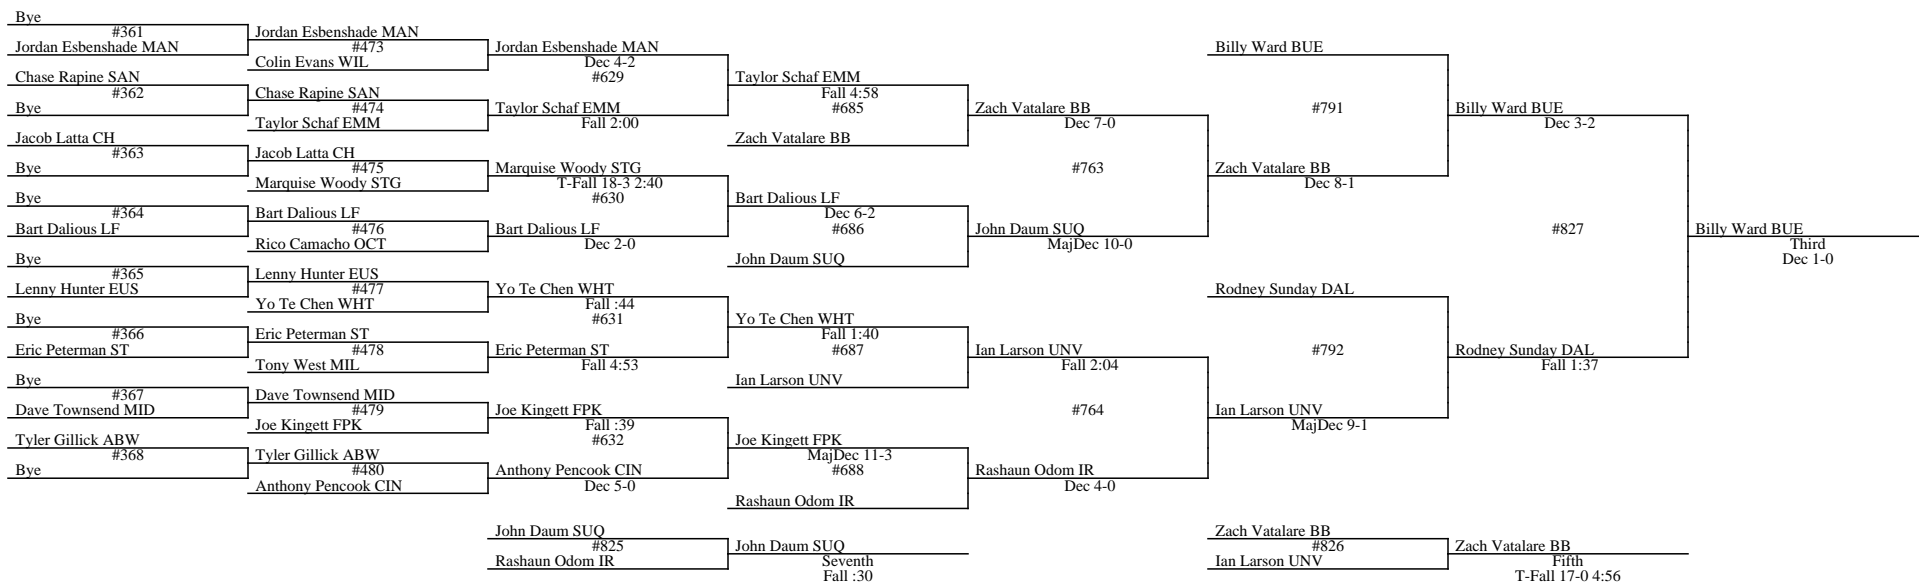 Bye
#361
Jordan Esbenshade MAN
Chase Rapine SAN
#362
Bye
Jacob Latta CH
#363
Bye
Bye
#364
Bart Dalious LF
Bye
#365
Lenny Hunter EUS
Bye
#366
Eric Peterman ST
Bye
#367
Dave Townsend MID
Tyler Gillick ABW
#368
Bye
Jordan Esbenshade MAN
#473
Colin Evans WIL
Chase Rapine SAN
#474
Taylor Schaf EMM
Jacob Latta CH
#475
Marquise Woody STG
Bart Dalious LF
#476
Rico Camacho OCT
Lenny Hunter EUS
#477
Yo Te Chen WHT
Eric Peterman ST
#478
Tony West MIL
Dave Townsend MID
#479
Joe Kingett FPK
Tyler Gillick ABW
#480
Anthony Pencook CIN
Jordan Esbenshade MAN
Dec 4-2
#629
Taylor Schaf EMM
Fall 2:00
Marquise Woody STG
T-Fall 18-3 2:40
#630
Bart Dalious LF
Dec 2-0
Yo Te Chen WHT
Fall :44
#631
Eric Peterman ST
Fall 4:53
Joe Kingett FPK
Fall :39
#632
Anthony Pencook CIN
Dec 5-0
Taylor Schaf EMM
Fall 4:58
#685
Zach Vatalare BB
Bart Dalious LF
Dec 6-2
#686
John Daum SUQ
Yo Te Chen WHT
Fall 1:40
#687
Ian Larson UNV
Joe Kingett FPK
MajDec 11-3
#688
Rashaun Odom IR
Zach Vatalare BB
Dec 7-0
#763
John Daum SUQ
MajDec 10-0
Ian Larson UNV
Fall 2:04
#764
Rashaun Odom IR
Dec 4-0
Billy Ward BUE
#791
Zach Vatalare BB
Dec 8-1
Rodney Sunday DAL
#792
Ian Larson UNV
MajDec 9-1
Billy Ward BUE
Dec 3-2
#827
Rodney Sunday DAL
Fall 1:37
Billy Ward BUE
Third
Dec 1-0
John Daum SUQ
#825
Rashaun Odom IR
John Daum SUQ
Seventh
Fall :30
Zach Vatalare BB
#826
Ian Larson UNV
Zach Vatalare BB
Fifth
T-Fall 17-0 4:56